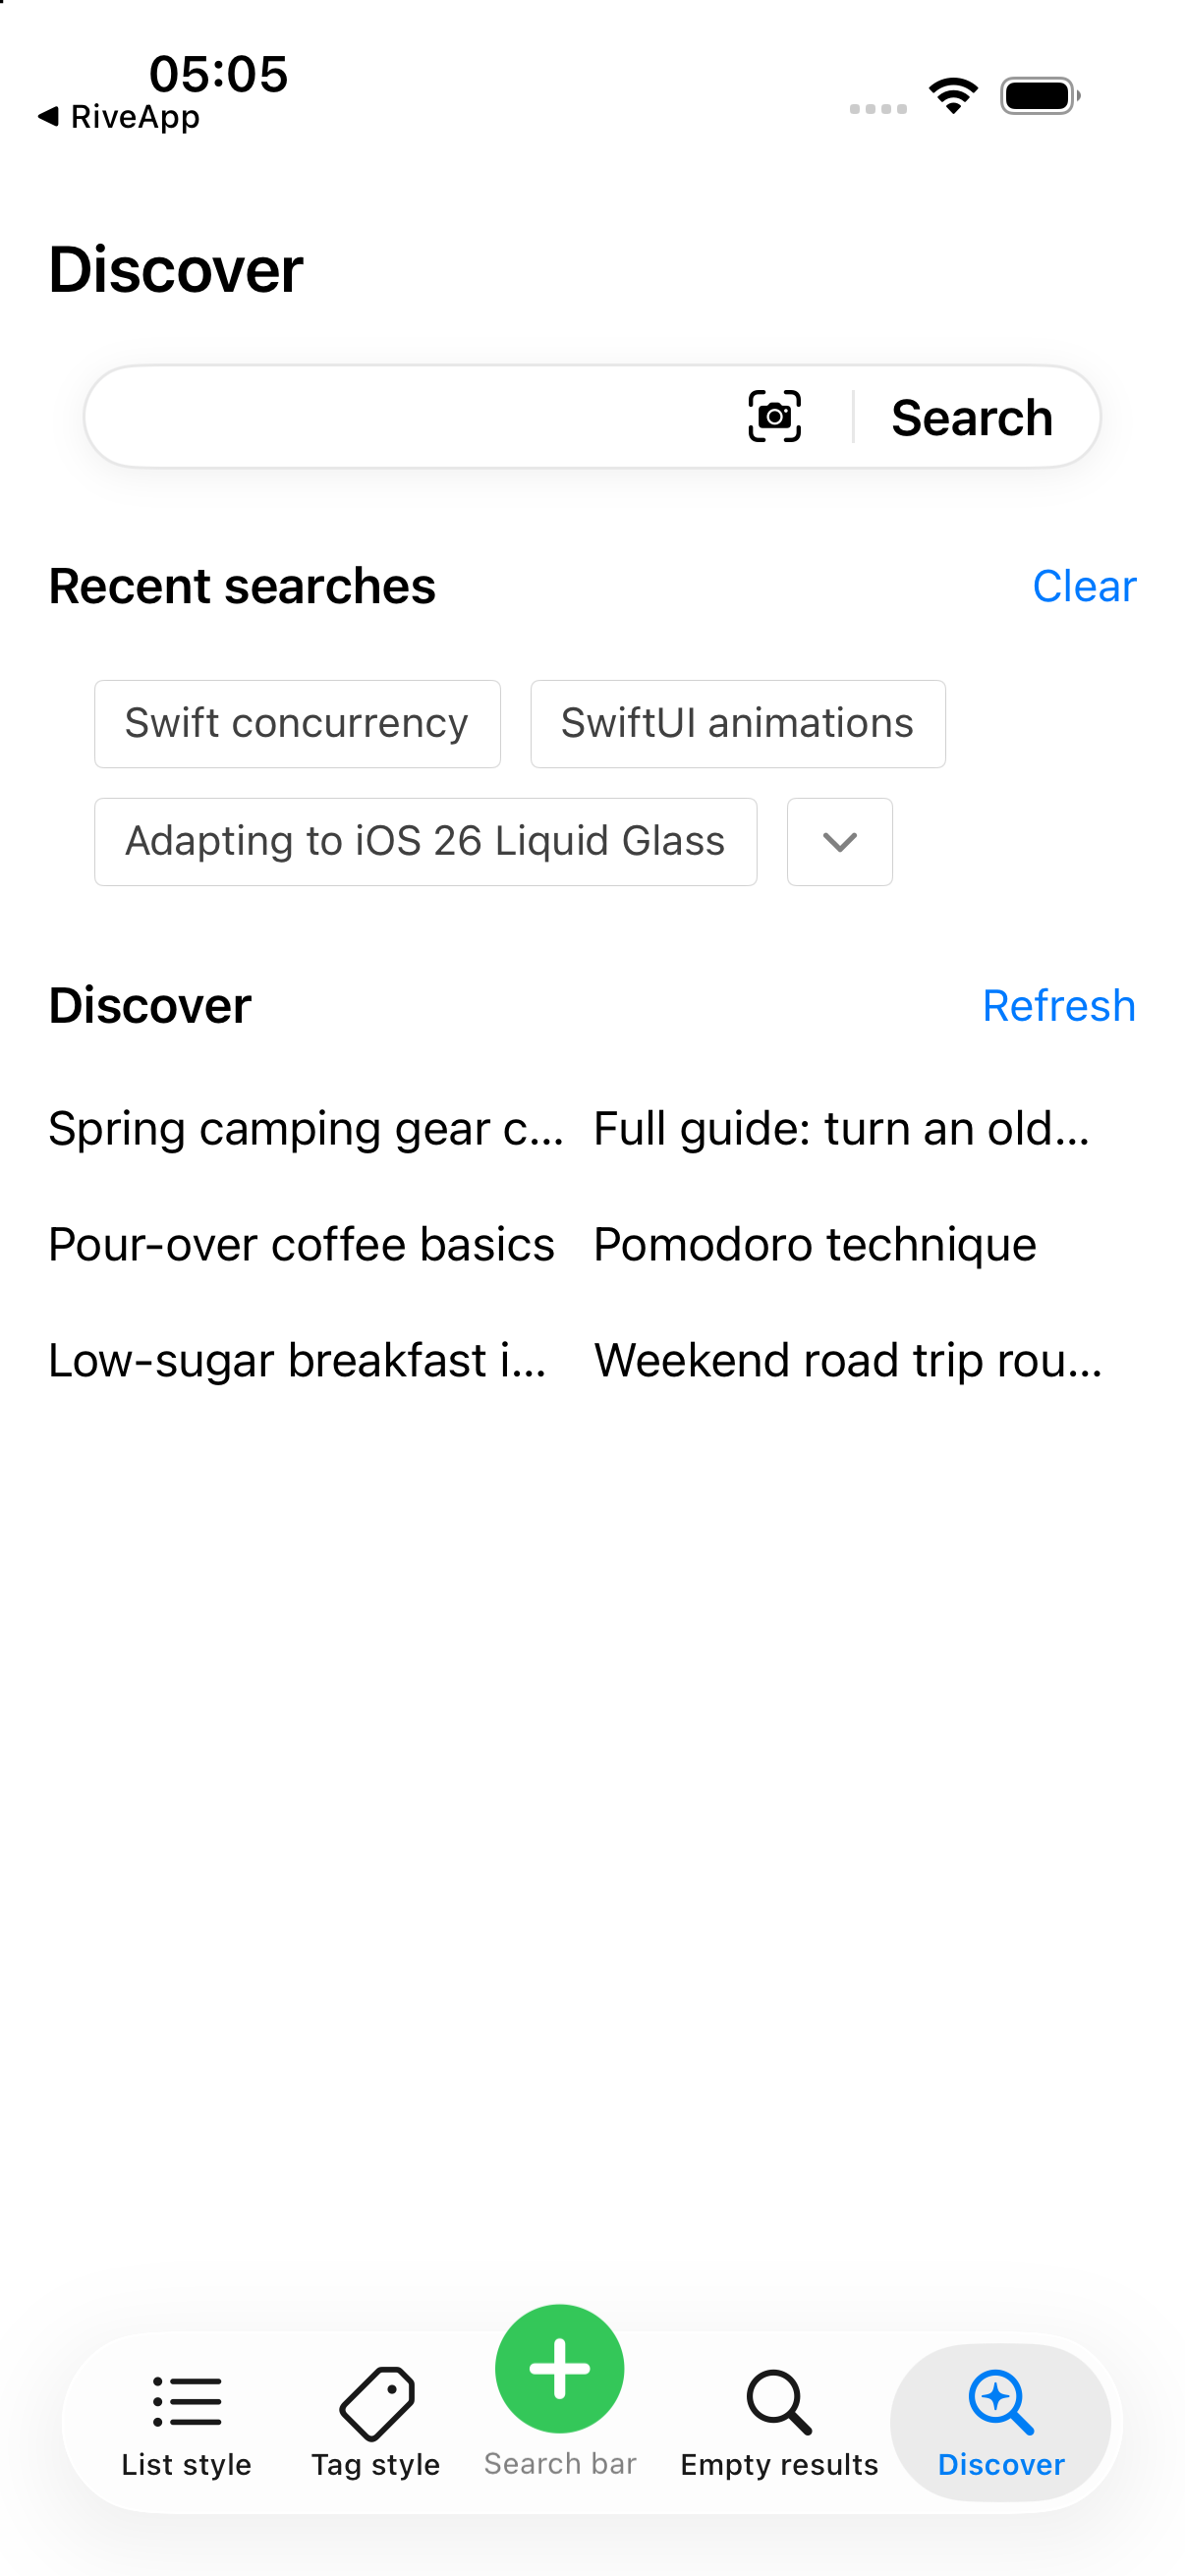 05:05
◀ RiveApp
Discover
Search
Recent searches
Clear
Swift concurrency
SwiftUI animations
Adapting to iOS 26 Liquid Glass
Discover
Refresh
Spring camping gear c...
Full guide: turn an old...
Pour-over coffee basics
Pomodoro technique
Low-sugar breakfast i...
Weekend road trip rou...
List style
Tag style
Search bar
Empty results
Discover